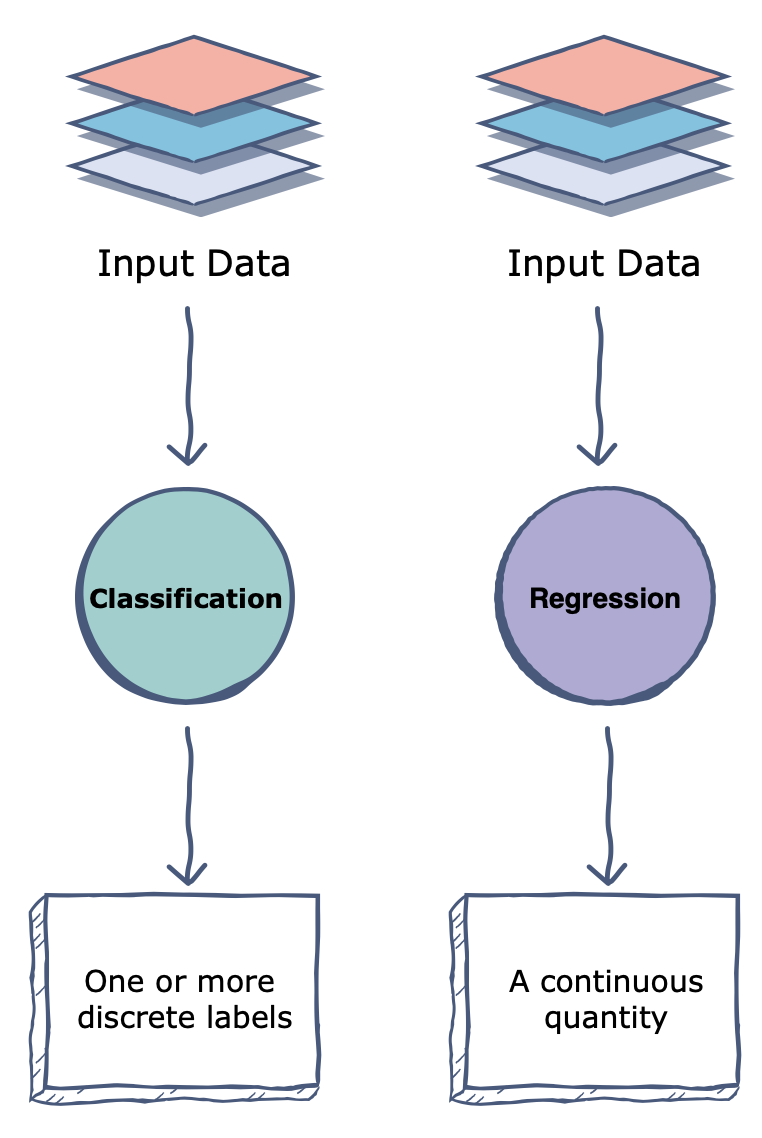 Input Data
Input Data
Classification
Regression
One or more
discrete labels
A continuous
quantity